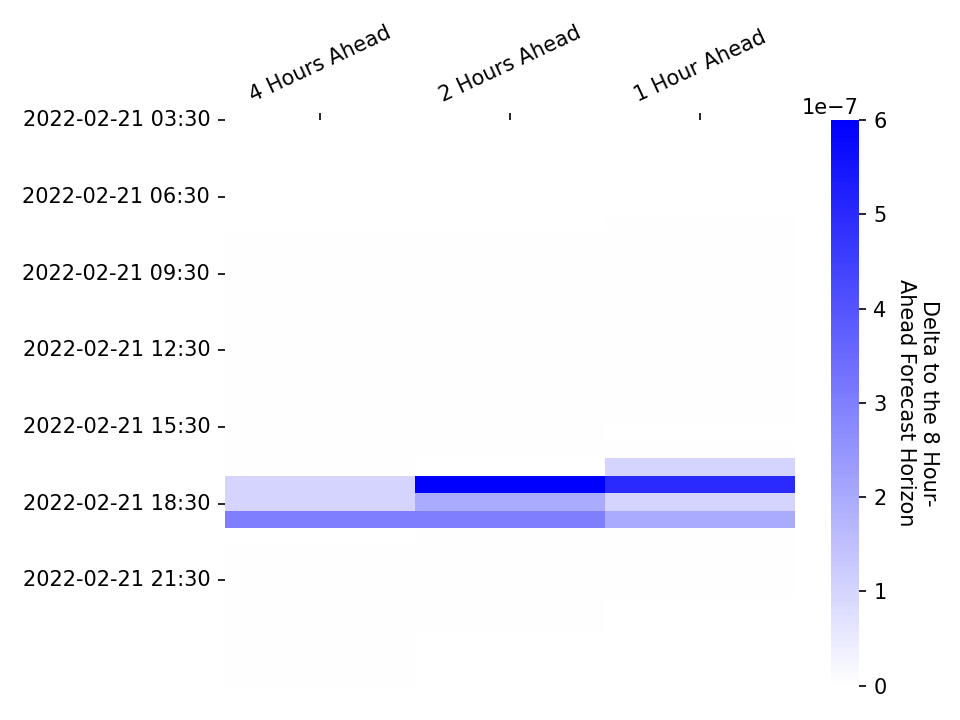 4 Hours Ahead
2 Hours Ahead
1 Hour Ahead
2022-02-21 03:30
2022-02-21 06:30
2022-02-21 09:30
2022-02-21 12:30
2022-02-21 15:30
2022-02-21 18:30
2022-02-21 21:30
1e−7
6
5
4
3
2
1
0
Delta to the 8 Hour-
Ahead Forecast Horizon